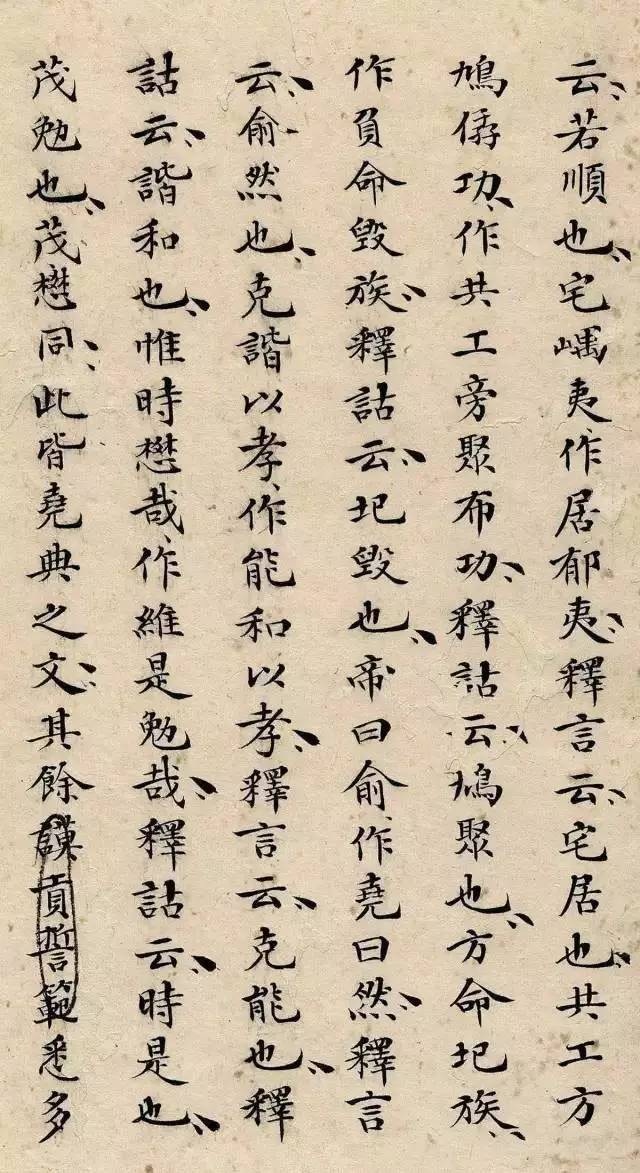 云若順也宅嵎夷作居郁夷釋言云宅居也共工方
鳩僝功作共工旁聚布功釋詁云鳩聚也方命圮族
作負命毀族釋詁云圮毀也帝曰俞作堯曰然釋言
云俞然也克諧以孝作能和以孝釋言云克能也釋
詁云諧和也惟時懋哉作維是勉哉釋詁云時是也
茂勉也茂懋同此皆堯典之文其餘謨貢誓範悉多